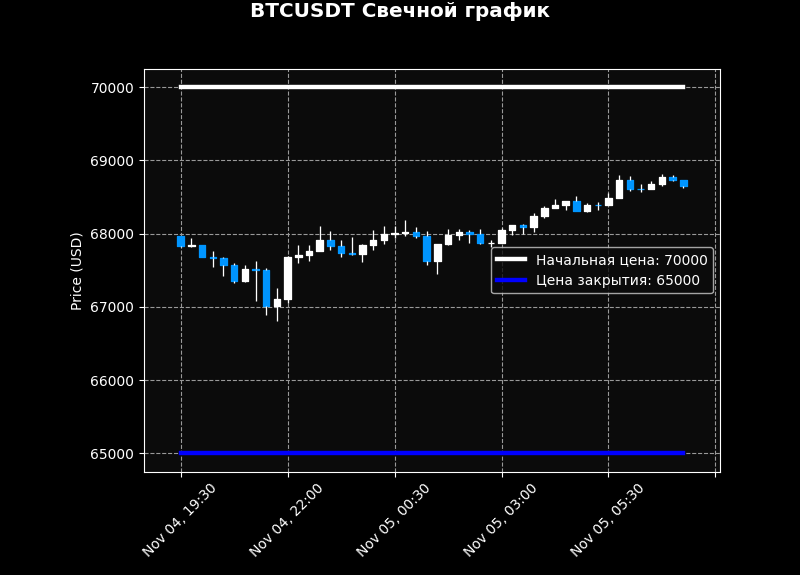 BTCUSDT Свечной график
70000
69000
68000
67000
66000
65000
Price (USD)
Начальная цена: 70000
Цена закрытия: 65000
Nov 04, 19:30
Nov 04, 22:00
Nov 05, 00:30
Nov 05, 03:00
Nov 05, 05:30